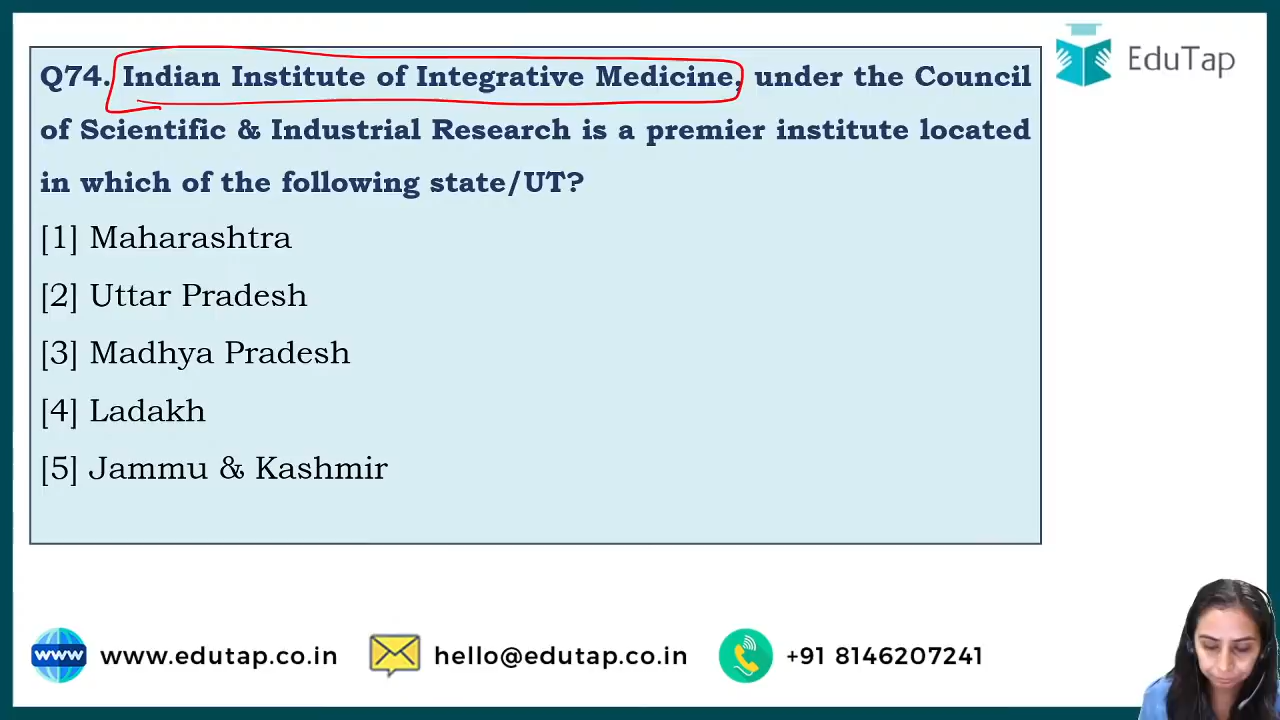 EduTap
Q74. Indian Institute of Integrative Medicine, under the Council
of Scientific & Industrial Research is a premier institute located
in which of the following state/UT?
[1] Maharashtra
[2] Uttar Pradesh
[3] Madhya Pradesh
[4] Ladakh
[5] Jammu & Kashmir
www www.edutap.co.in hello@edutap.co.in +91 8146207241